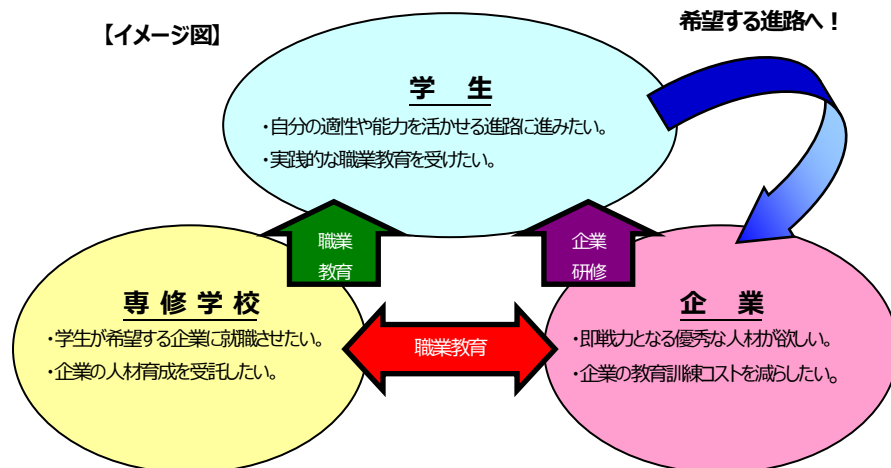 【イメージ図】
希望する進路へ！
学 生
・自分の適性や能力を活かせる進路に進みたい。
・実践的な職業教育を受けたい。
職業
教育
企業
研修
専 修 学 校
・学生が希望する企業に就職させたい。
・企業の人材育成を受託したい。
職業教育
企 業
・即戦力となる優秀な人材が欲しい。
・企業の教育訓練コストを減らしたい。